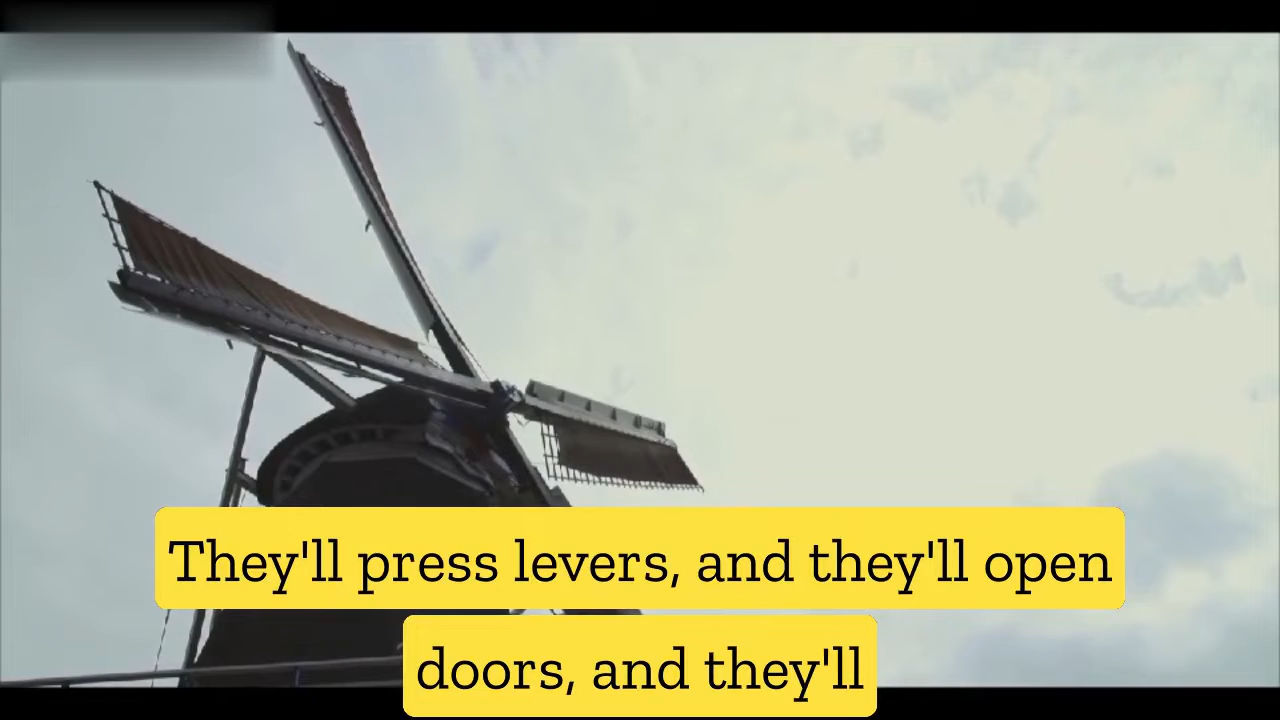 They'll press levers, and they'll open
doors, and they'll